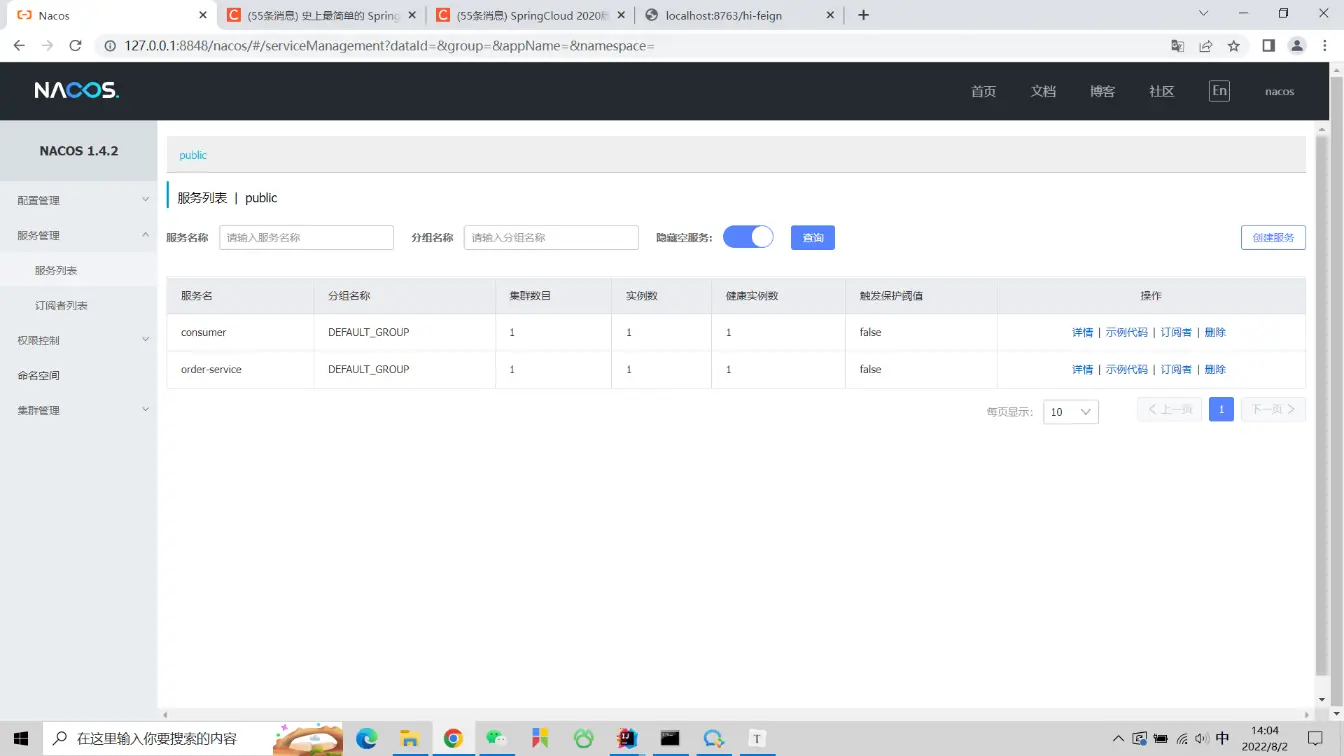 Nacos
(55条消息) 史上最简单的 Spring
(55条消息) SpringCloud 2020版
localhost:8763/hi-feign
127.0.0.1:8848/nacos/#/serviceManagement?dataId=&group=&appName=&namespace=
NACOS.
首页 文档 博客 社区 En nacos
NACOS 1.4.2
配置管理
服务管理
服务列表
订阅者列表
权限控制
命名空间
集群管理
public
服务列表 | public
服务名称 请输入服务名称 分组名称 请输入分组名称 隐藏空服务: 查询 创建服务
服务名 分组名称 集群数目 实例数 健康实例数 触发保护阈值 操作
consumer DEFAULT_GROUP 1 1 1 false 详情 | 示例代码 | 订阅者 | 删除
order-service DEFAULT_GROUP 1 1 1 false 详情 | 示例代码 | 订阅者 | 删除
每页显示: 10 上一页 1 下一页
在这里输入你要搜索的内容
T
中
14:04
2022/8/2